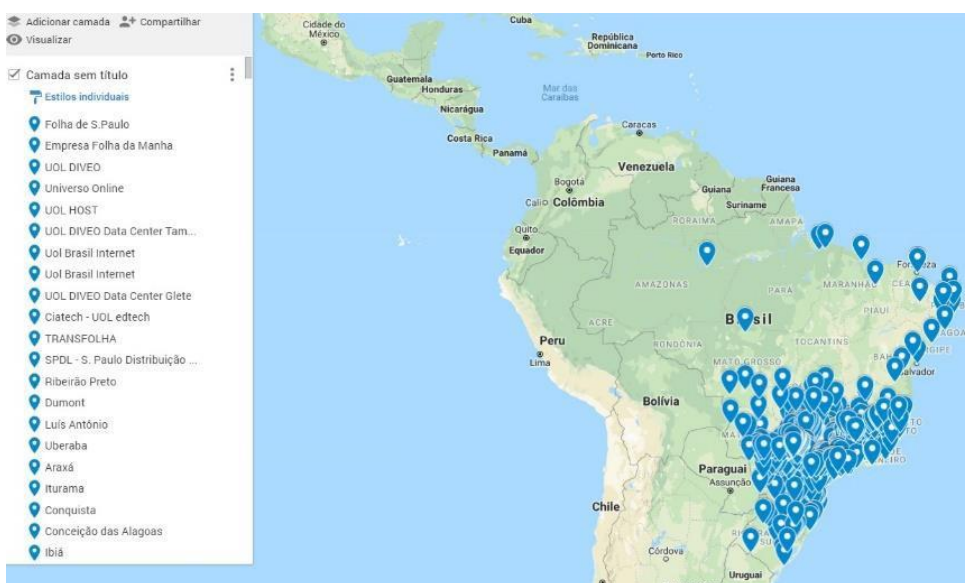 Adicionar camada
Compartilhar
Visualizar
Camada sem título
Estilos individuais
Folha de S.Paulo
Empresa Folha da Manha
UOL DIVEO
Universo Online
UOL HOST
UOL DIVEO Data Center Tam...
Uol Brasil Internet
Uol Brasil Internet
UOL DIVEO Data Center Glete
Ciatech - UOL edtech
TRANSFOLHA
SPDL - S. Paulo Distribuição ...
Ribeirão Preto
Dumont
Luís Antônio
Uberaba
Araxá
Iturama
Conquista
Conceição das Alagoas
Ibiá
Cidade do
México
Cuba
República
Dominicana
Porto Rico
Guatemala
Honduras
Mar das
Caraíbas
Nicarágua
Costa Rica
Panamá
Caracas
Venezuela
Bogotá
Guiana
Guiana
Francesa
Suriname
Cali
Colômbia
RORAIMA
AMAPÁ
Quito
Equador
AMAZONAS
PARÁ
MARANHÃO
CEA
PIAUÍ
ACRE
B sil
Peru
RONDÔNIA
TOCANTINS
Lima
MATO GROSSO
BAH
SIPE
alvador
Bolívia
Paraguai
Assunção
Chile
Córdova
Uruguai